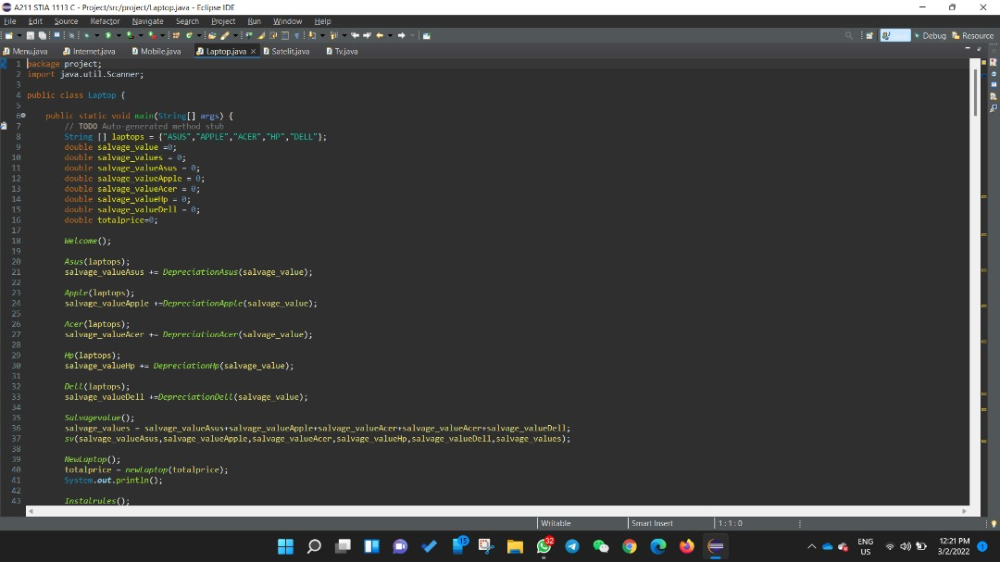 A211 STIA 1113 C - Project/src/project/Laptop.java - Eclipse IDE
File Edit Source Refactor Navigate Search Project Run Window Help
Debug Resource
Menu.java Internet.java Mobile.java Laptop.java × Satelit.java Tv.java
1 package project;
2 import java.util.Scanner;
3
4 public class Laptop {
5
6 public static void main(String[] args) {
7 // TODO Auto-generated method stub
8 String [] laptops = {"ASUS","APPLE","ACER","HP","DELL"};
9 double salvage_value =0;
10 double salvage_values = 0;
11 double salvage_valueAsus = 0;
12 double salvage_valueApple = 0;
13 double salvage_valueAcer = 0;
14 double salvage_valueHp = 0;
15 double salvage_valueDell = 0;
16 double totalprice=0;
17
18 Welcome();
19
20 Asus(laptops);
21 salvage_valueAsus += DepreciationAsus(salvage_value);
22
23 Apple(laptops);
24 salvage_valueApple +=DepreciationApple(salvage_value);
25
26 Acer(laptops);
27 salvage_valueAcer += DepreciationAcer(salvage_value);
28
29 Hp(laptops);
30 salvage_valueHp += DepreciationHp(salvage_value);
31
32 Dell(laptops);
33 salvage_valueDell +=DepreciationDell(salvage_value);
34
35 Salvagevalue();
36 salvage_values = salvage_valueAsus+salvage_valueApple+salvage_valueAcer+salvage_valueAcer+salvage_valueDell;
37 sv(salvage_valueAsus,salvage_valueApple,salvage_valueAcer,salvage_valueHp,salvage_valueDell,salvage_values);
38
39 NewLaptop();
40 totalprice = newLaptop(totalprice);
41 System.out.println();
42
43 Instalrules();
Writable Smart Insert 1 : 1 : 0
15 32 ENG US 12:21 PM 3/2/2022 1